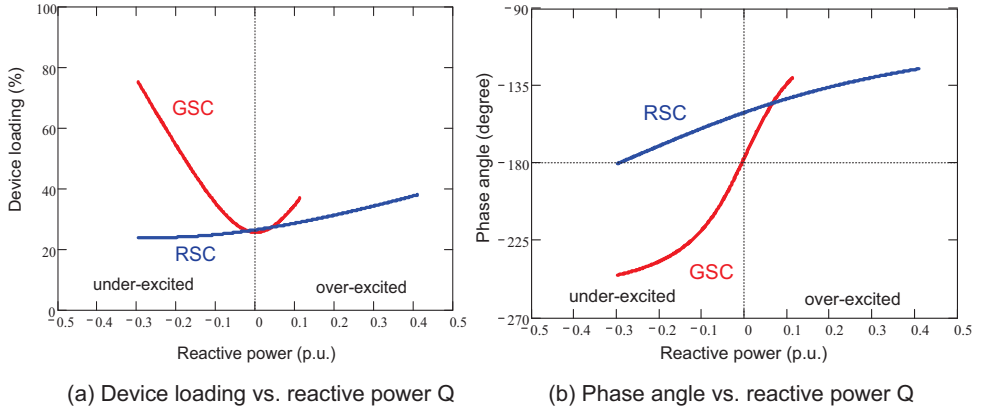 Device loading (%)
100
80
60
40
20
0
GSC
RSC
under-excited
over-excited
−0.5
−0.4
−0.3
−0.2
−0.1
0
0.1
0.2
0.3
0.4
0.5
Reactive power (p.u.)
(a) Device loading vs. reactive power Q
Phase angle (degree)
−90
−135
−180
−225
−270
RSC
GSC
under-excited
over-excited
−0.5
−0.4
−0.3
−0.2
−0.1
0
0.1
0.2
0.3
0.4
0.5
Reactive power (p.u.)
(b) Phase angle vs. reactive power Q